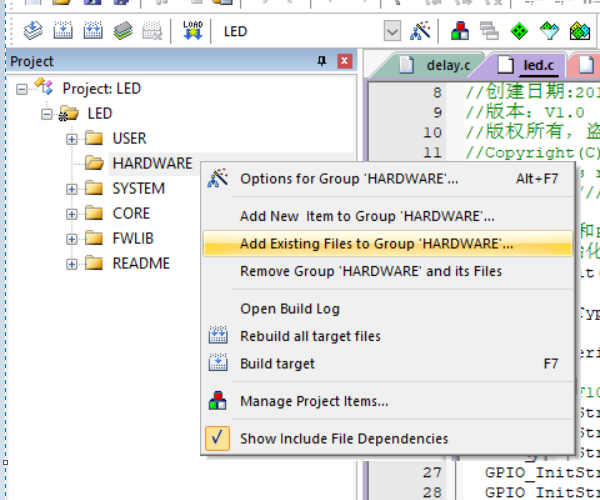 LOAD
LED
Project
delay.c
led.c
Project: LED
LED
USER
HARDWARE
SYSTEM
CORE
FWLIB
README
Options for Group 'HARDWARE'... Alt+F7
Add New Item to Group 'HARDWARE'...
Add Existing Files to Group 'HARDWARE'...
Remove Group 'HARDWARE' and its Files
Open Build Log
Rebuild all target files
Build target F7
Manage Project Items...
Show Include File Dependencies
8 //创建日期:201
9 //版本：V1.0
10 //版权所有，盗
11 //Copyright(C)
27 GPIO_InitStr
28 GPIO_InitStr